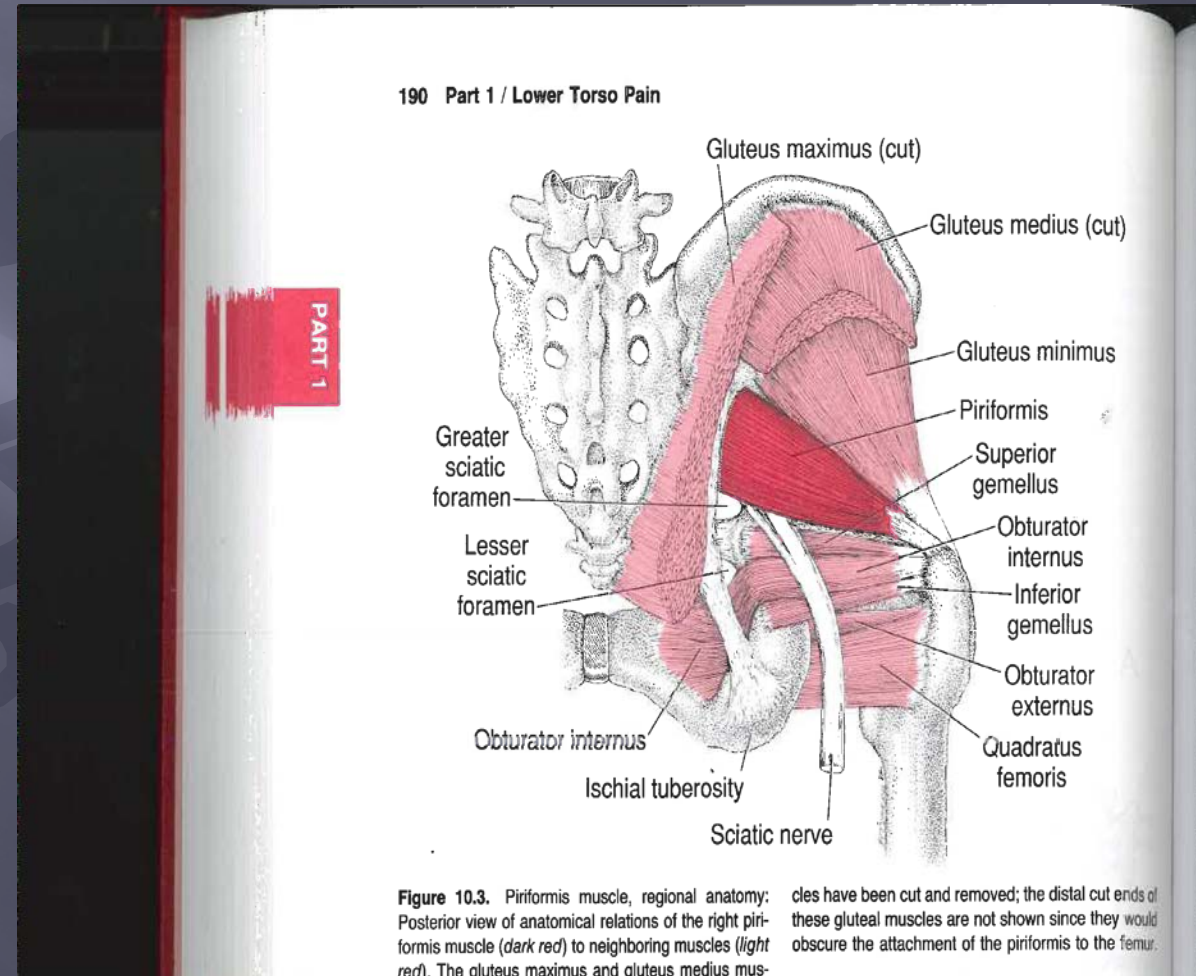 190 Part 1 / Lower Torso Pain
Gluteus maximus (cut)
Gluteus medius (cut)
PART 1
Gluteus minimus
Piriformis
Greater
sciatic
foramen
Superior
gemellus
Obturator
internus
Lesser
sciatic
foramen
Inferior
gemellus
Obturator
externus
Obturator internus
Quadratus
femoris
Ischial tuberosity
Sciatic nerve
Figure 10.3. Piriformis muscle, regional anatomy:
Posterior view of anatomical relations of the right piri-
formis muscle (dark red) to neighboring muscles (light
red). The gluteus maximus and gluteus medius mus-
cles have been cut and removed; the distal cut ends of
these gluteal muscles are not shown since they would
obscure the attachment of the piriformis to the femur.